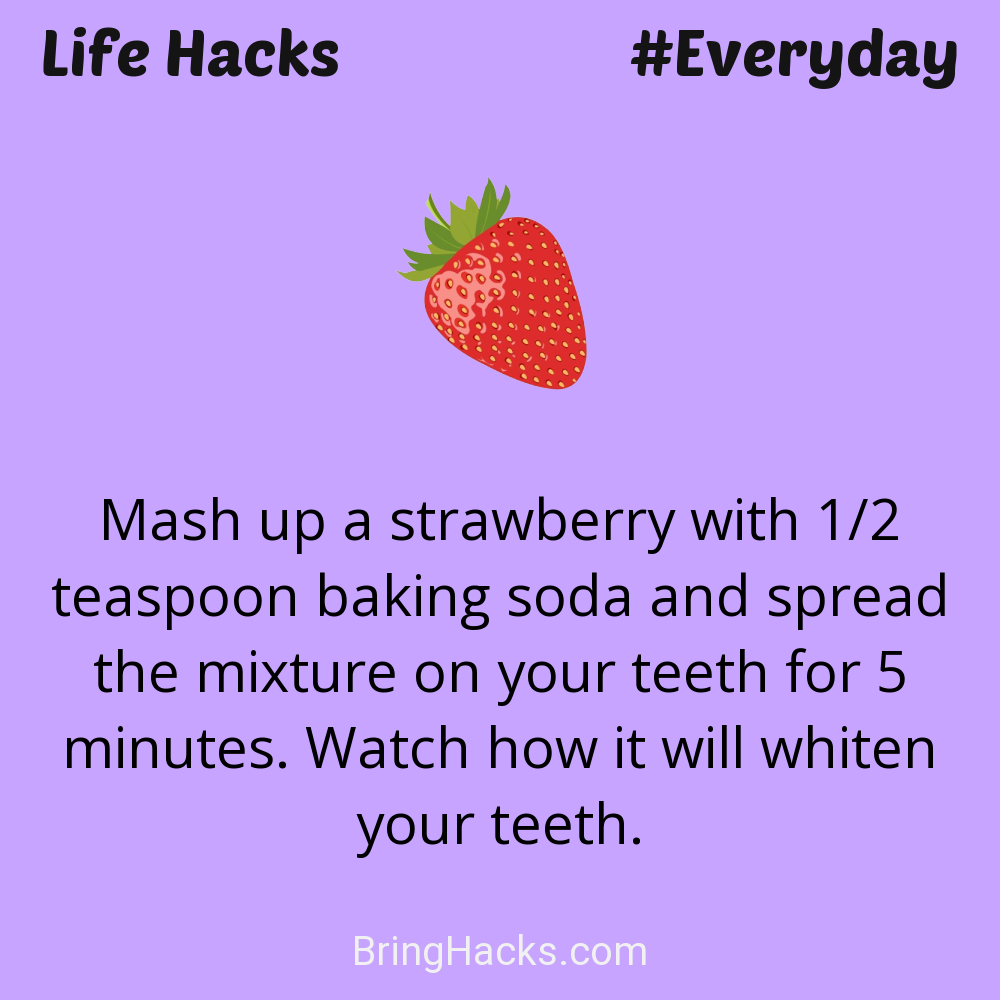 Life Hacks #Everyday
Mash up a strawberry with 1/2
teaspoon baking soda and spread
the mixture on your teeth for 5
minutes. Watch how it will whiten
your teeth.
BringHacks.com